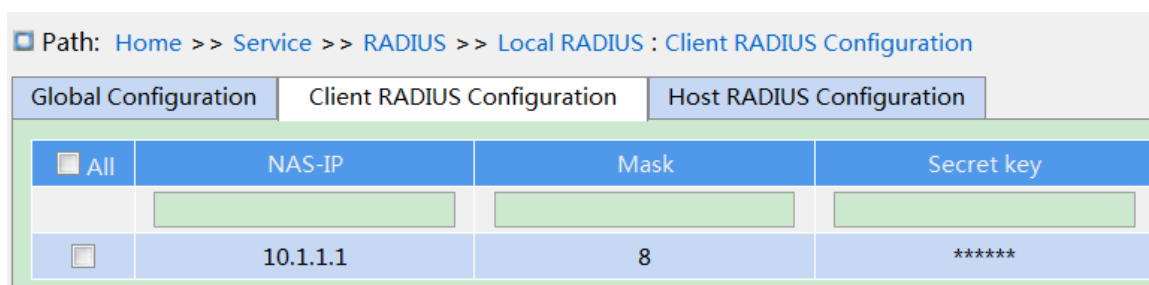 Path: Home >> Service >> RADIUS >> Local RADIUS : Client RADIUS Configuration
Global Configuration Client RADIUS Configuration Host RADIUS Configuration
All NAS-IP Mask Secret key
10.1.1.1 8 ******